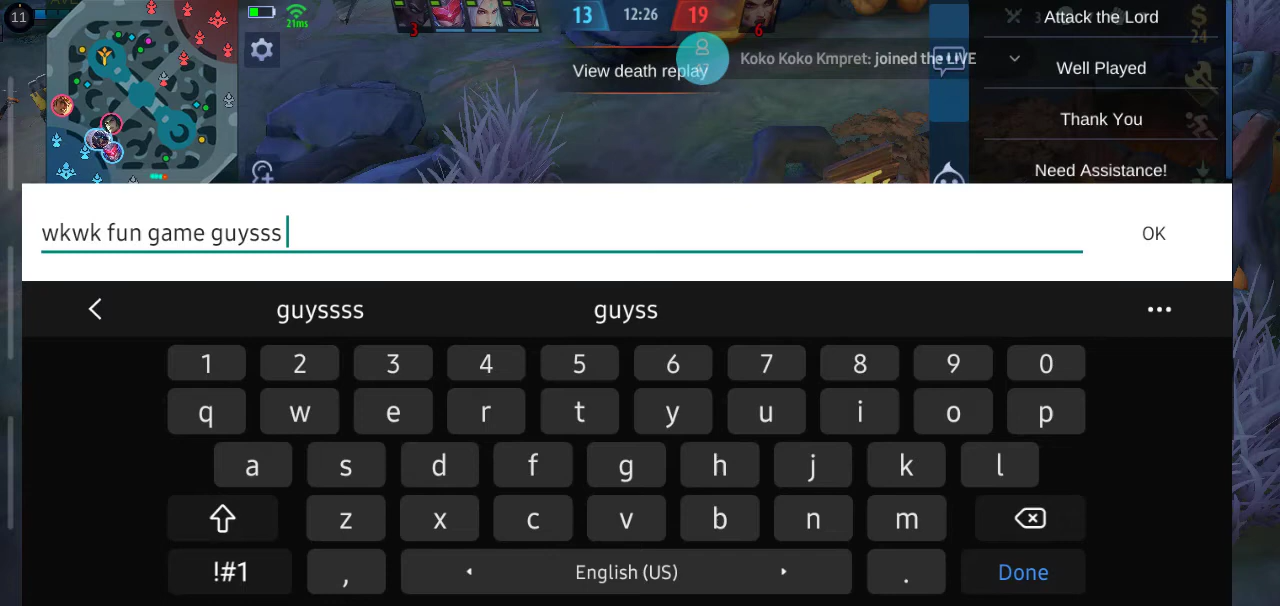 11
21ms
3
13 12:26 19
6
View death replay
47
Koko Koko Kmpret: joined the LIVE
Attack the Lord
Well Played
Thank You
Need Assistance!
24
wkwk fun game guysss
OK
guyssss guyss
1 2 3 4 5 6 7 8 9 0
q w e r t y u i o p
a s d f g h j k l
z x c v b n m
!#1 , English (US) . Done